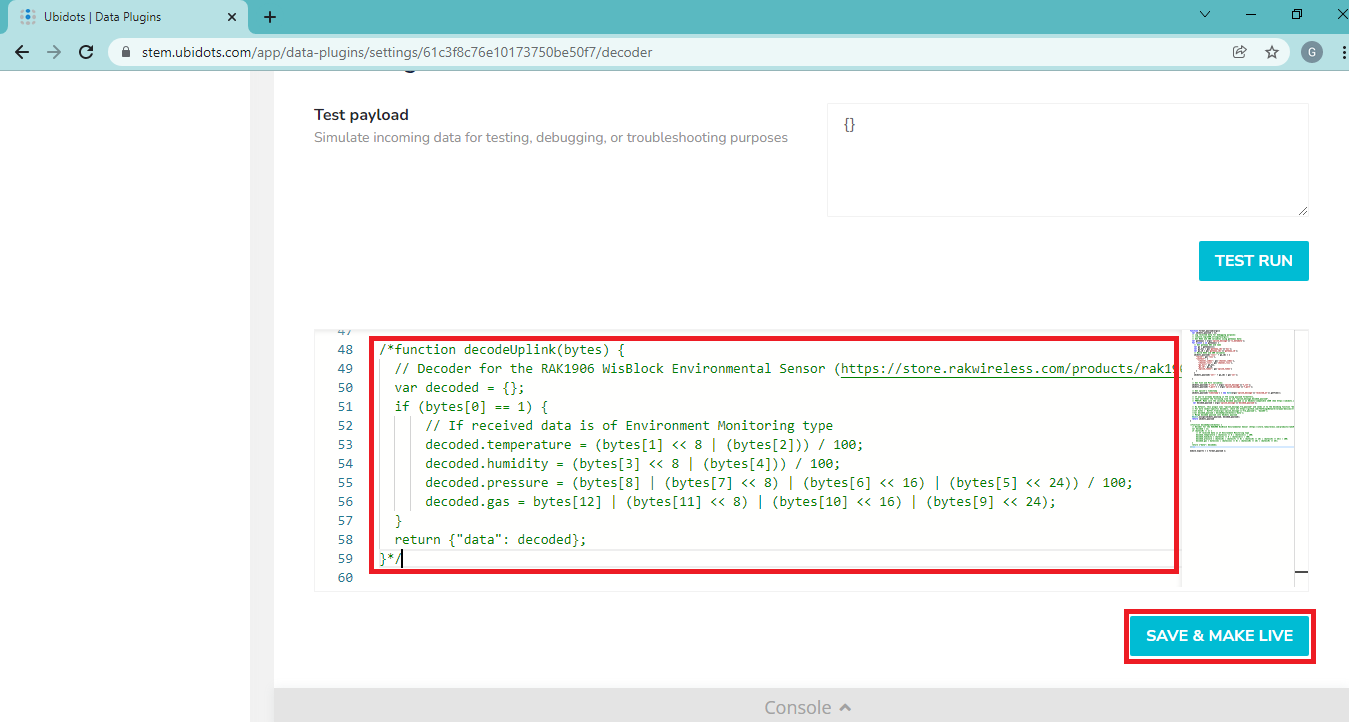 Ubidots | Data Plugins
stem.ubidots.com/app/data-plugins/settings/61c3f8c76e10173750be50f7/decoder
G
Test payload
Simulate incoming data for testing, debugging, or troubleshooting purposes
{}
TEST RUN
47
48 /*function decodeUplink(bytes) {
49 // Decoder for the RAK1906 WisBlock Environmental Sensor (https://store.rakwireless.com/products/rak190
50 var decoded = {};
51 if (bytes[0] == 1) {
52 // If received data is of Environment Monitoring type
53 decoded.temperature = (bytes[1] << 8 | (bytes[2])) / 100;
54 decoded.humidity = (bytes[3] << 8 | (bytes[4])) / 100;
55 decoded.pressure = (bytes[8] | (bytes[7] << 8) | (bytes[6] << 16) | (bytes[5] << 24)) / 100;
56 decoded.gas = bytes[12] | (bytes[11] << 8) | (bytes[10] << 16) | (bytes[9] << 24);
57 }
58 return {"data": decoded};
59 }*/
60
SAVE & MAKE LIVE
Console